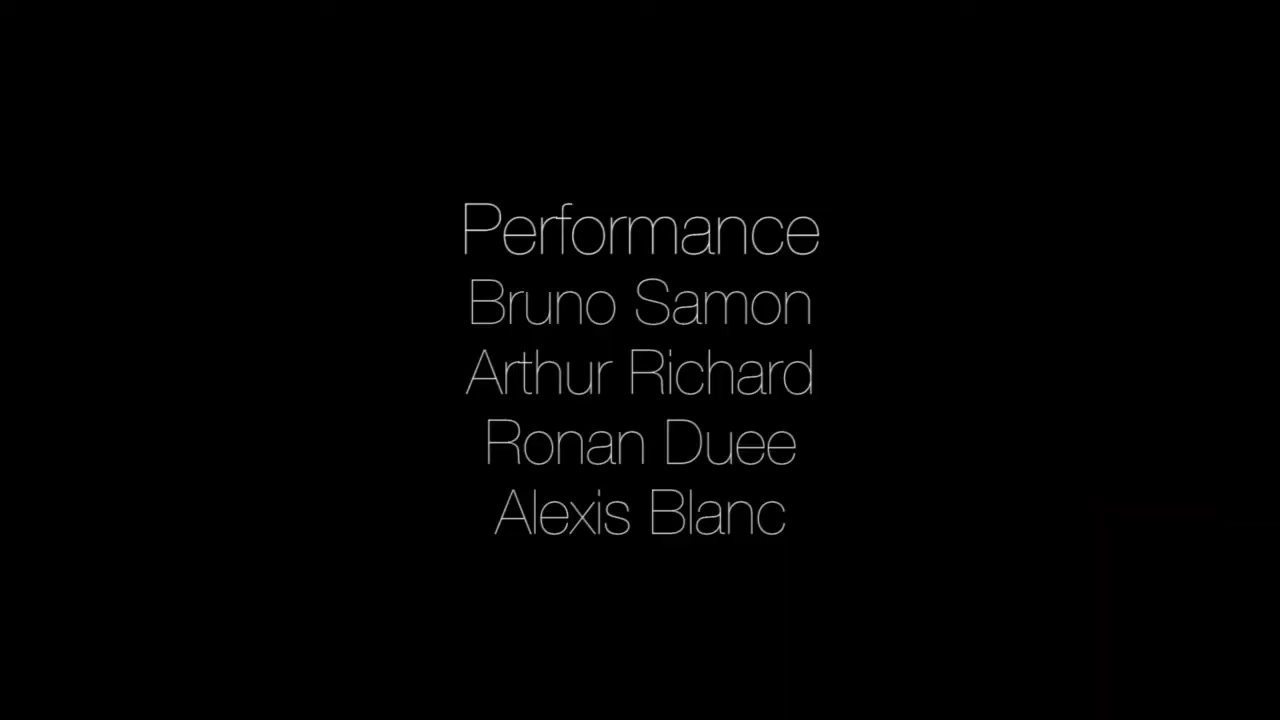 Performance
Bruno Samon
Arthur Richard
Ronan Duee
Alexis Blanc